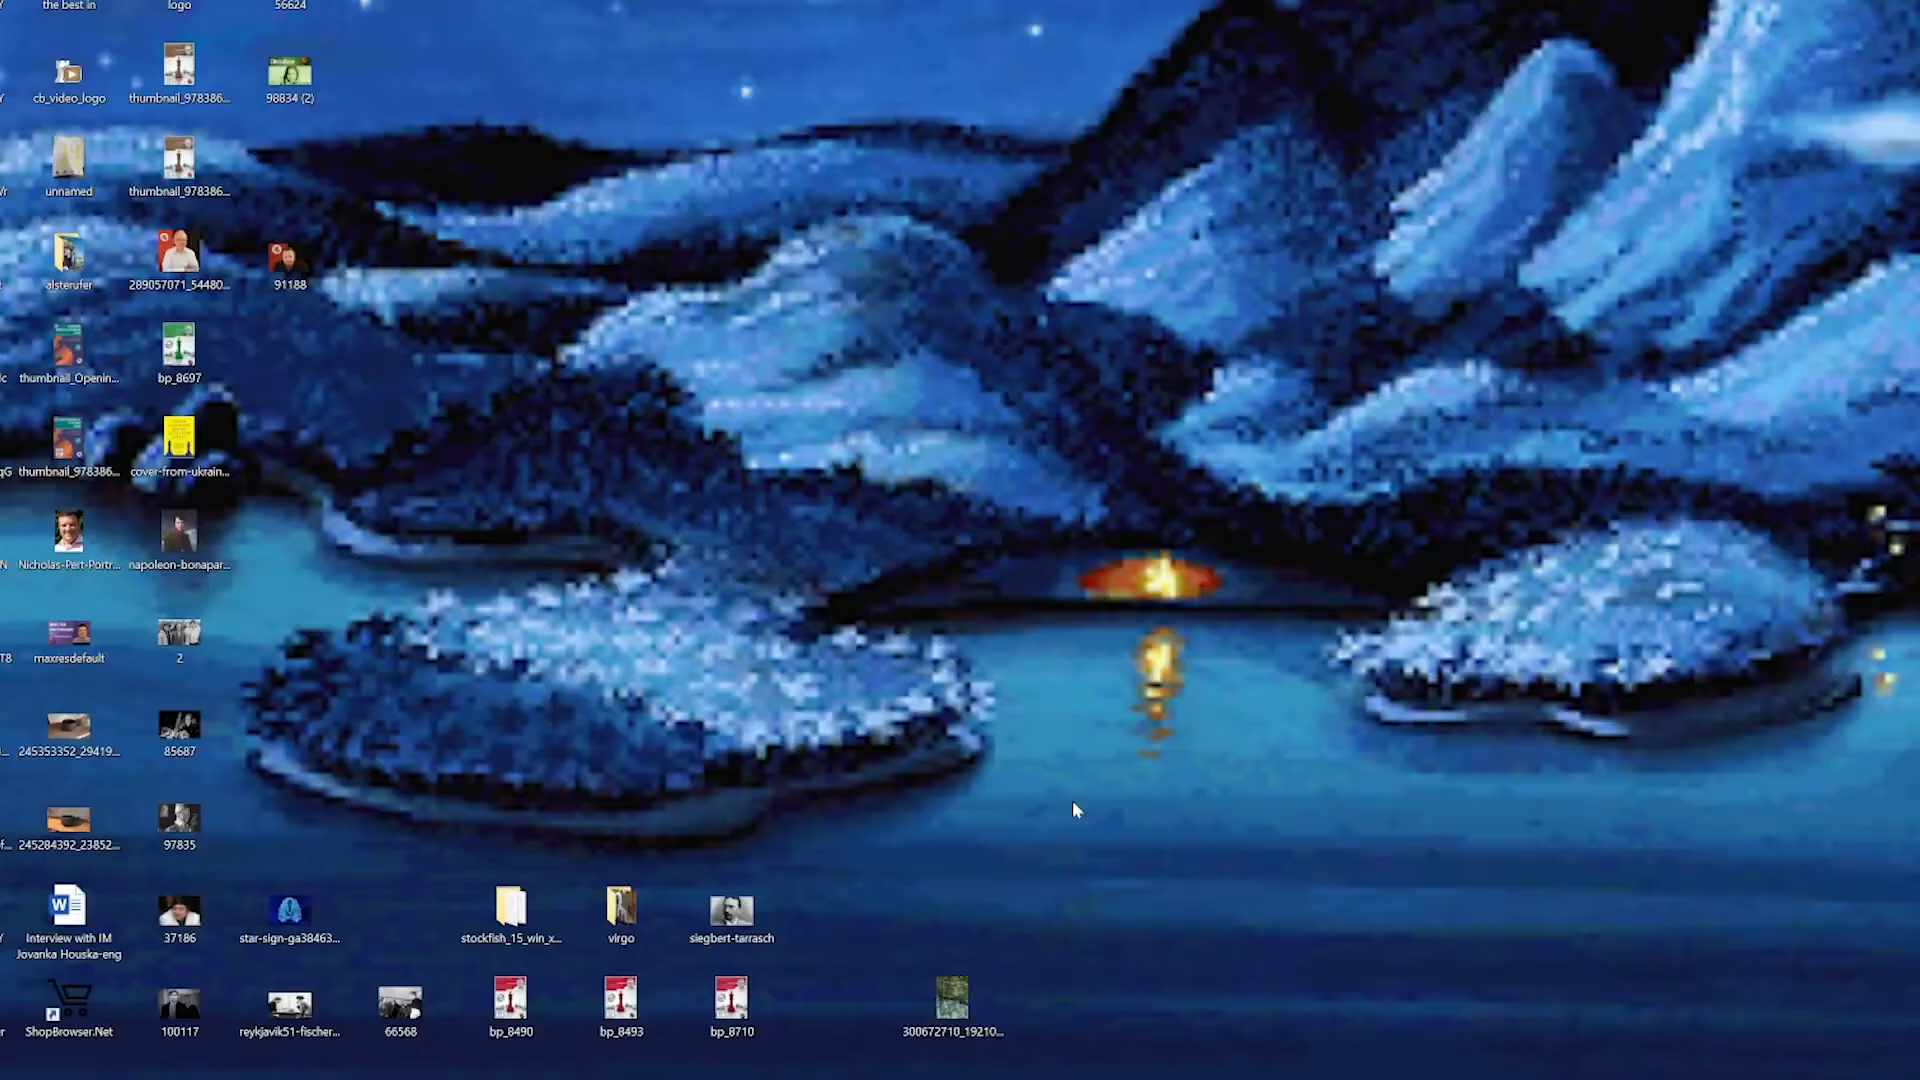 the best in
logo
56624
cb_video_logo
thumbnail_978386...
98834 (2)
unnamed
thumbnail_978386...
alsterufer
289057071_54480...
91188
thumbnail_Openin...
bp_8697
qG
thumbnail_978386...
cover-from-ukrain...
N
Nicholas-Pert-Portr...
napoleon-bonapar...
T8
maxresdefault
2
245353352_29419...
85687
f...
245284392_23852...
97835
W
Interview with IM
Jovanka Houska-eng
37186
star-sign-ga38463...
stockfish_15_win_x...
virgo
siegbert-tarrasch
ShopBrowser.Net
100117
reykjavik51-fischer...
66568
bp_8490
bp_8493
bp_8710
300672710_19210...